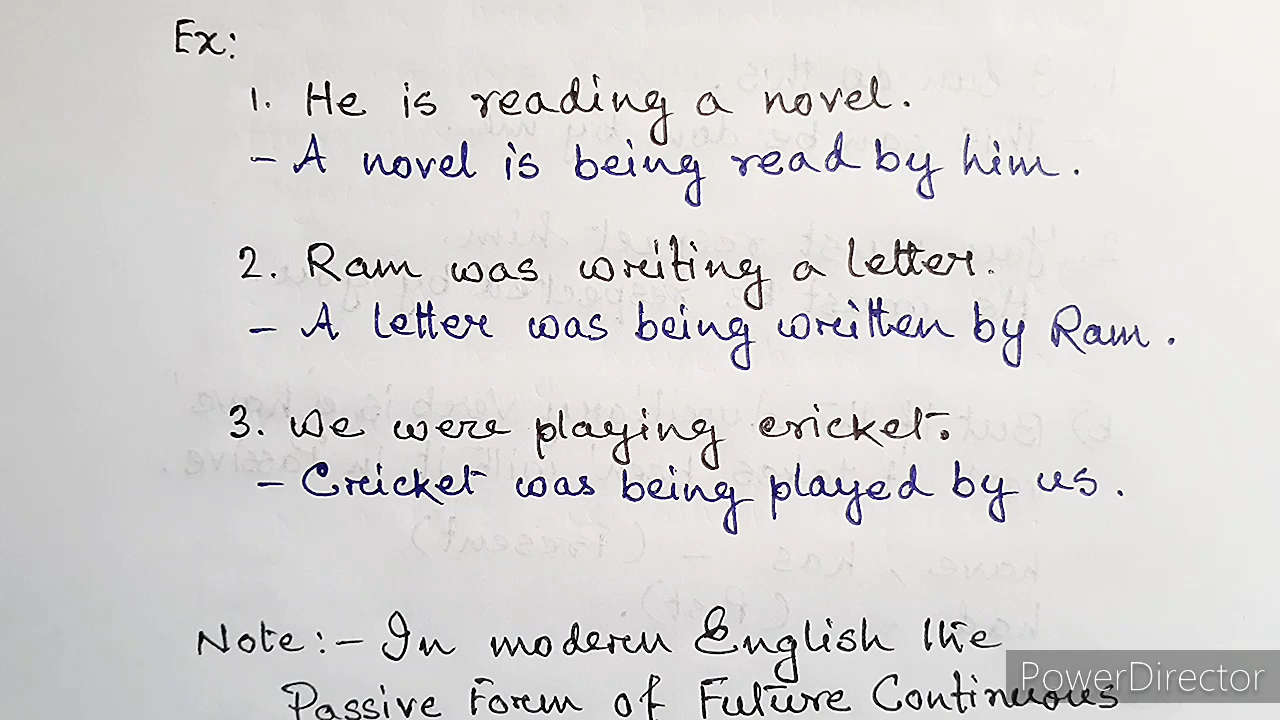 Ex:
1. He is reading a novel.
- A novel is being read by him.
2. Ram was writing a letter.
- A letter was being written by Ram.
3. We were playing cricket.
- Cricket was being played by us.
Note:- In modern English the
Passive Form of Future Continuous
PowerDirector